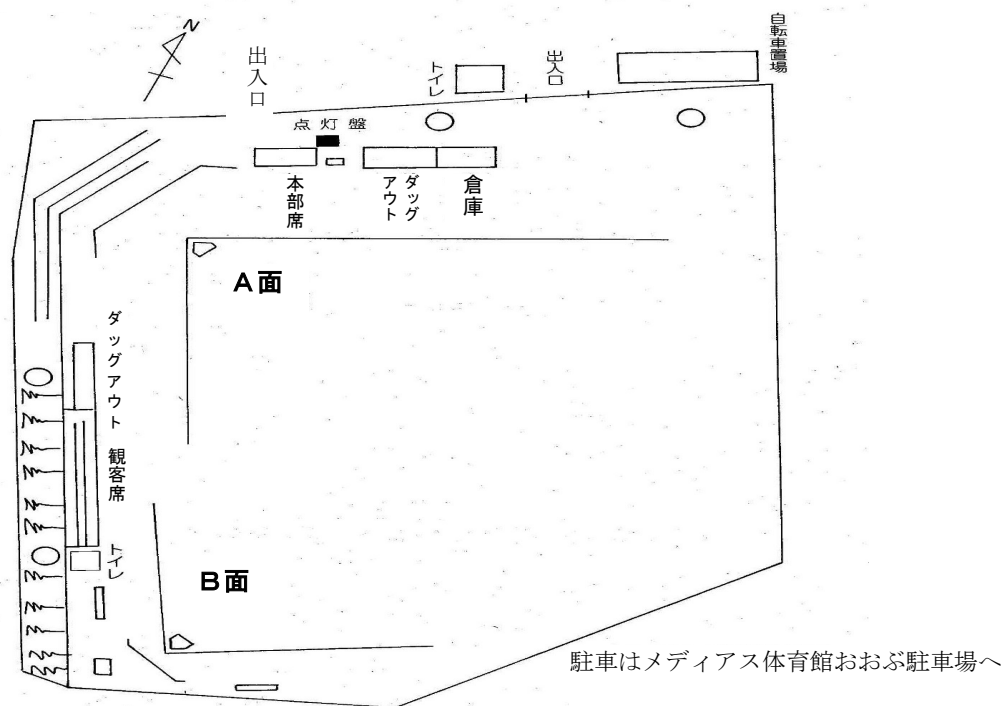 N
出入口
トイレ
出入口
自転車置場
点灯盤
本部席
ダッグ
アウト
倉庫
A面
ダッグアウト
観客席
トイレ
B面
駐車はメディアス体育館おおぶ駐車場へ